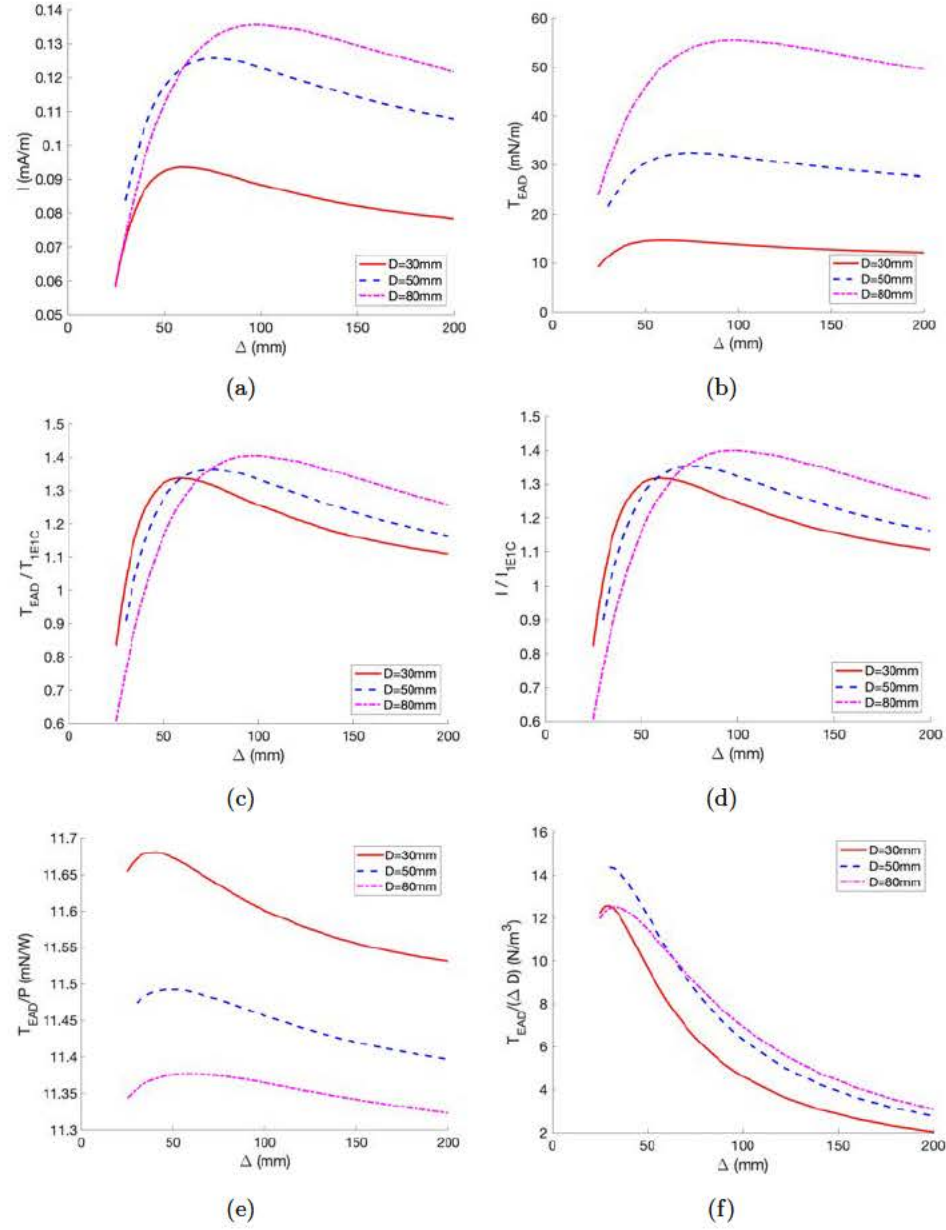 0.14
0.13
0.12
0.11
0.1
0.09
0.08
0.07
0.06
0.05
I (mA/m)
0 50 100 150 200
Δ (mm)
D=30mm
D=50mm
D=80mm
(a)
60
50
40
30
20
10
0
T_EAD (mN/m)
0 50 100 150 200
Δ (mm)
D=30mm
D=50mm
D=80mm
(b)
1.5
1.4
1.3
1.2
1.1
1
0.9
0.8
0.7
0.6
T_EAD / T_1E1C
0 50 100 150 200
Δ (mm)
D=30mm
D=50mm
D=80mm
(c)
1.5
1.4
1.3
1.2
1.1
1
0.9
0.8
0.7
0.6
I / I_1E1C
0 50 100 150 200
Δ (mm)
D=30mm
D=50mm
D=80mm
(d)
11.7
11.65
11.6
11.55
11.5
11.45
11.4
11.35
11.3
T_EAD/P (mN/W)
0 50 100 150 200
Δ (mm)
D=30mm
D=50mm
D=80mm
(e)
16
14
12
10
8
6
4
2
T_EAD/(Δ D) (N/m³)
0 50 100 150 200
Δ (mm)
D=30mm
D=50mm
D=80mm
(f)